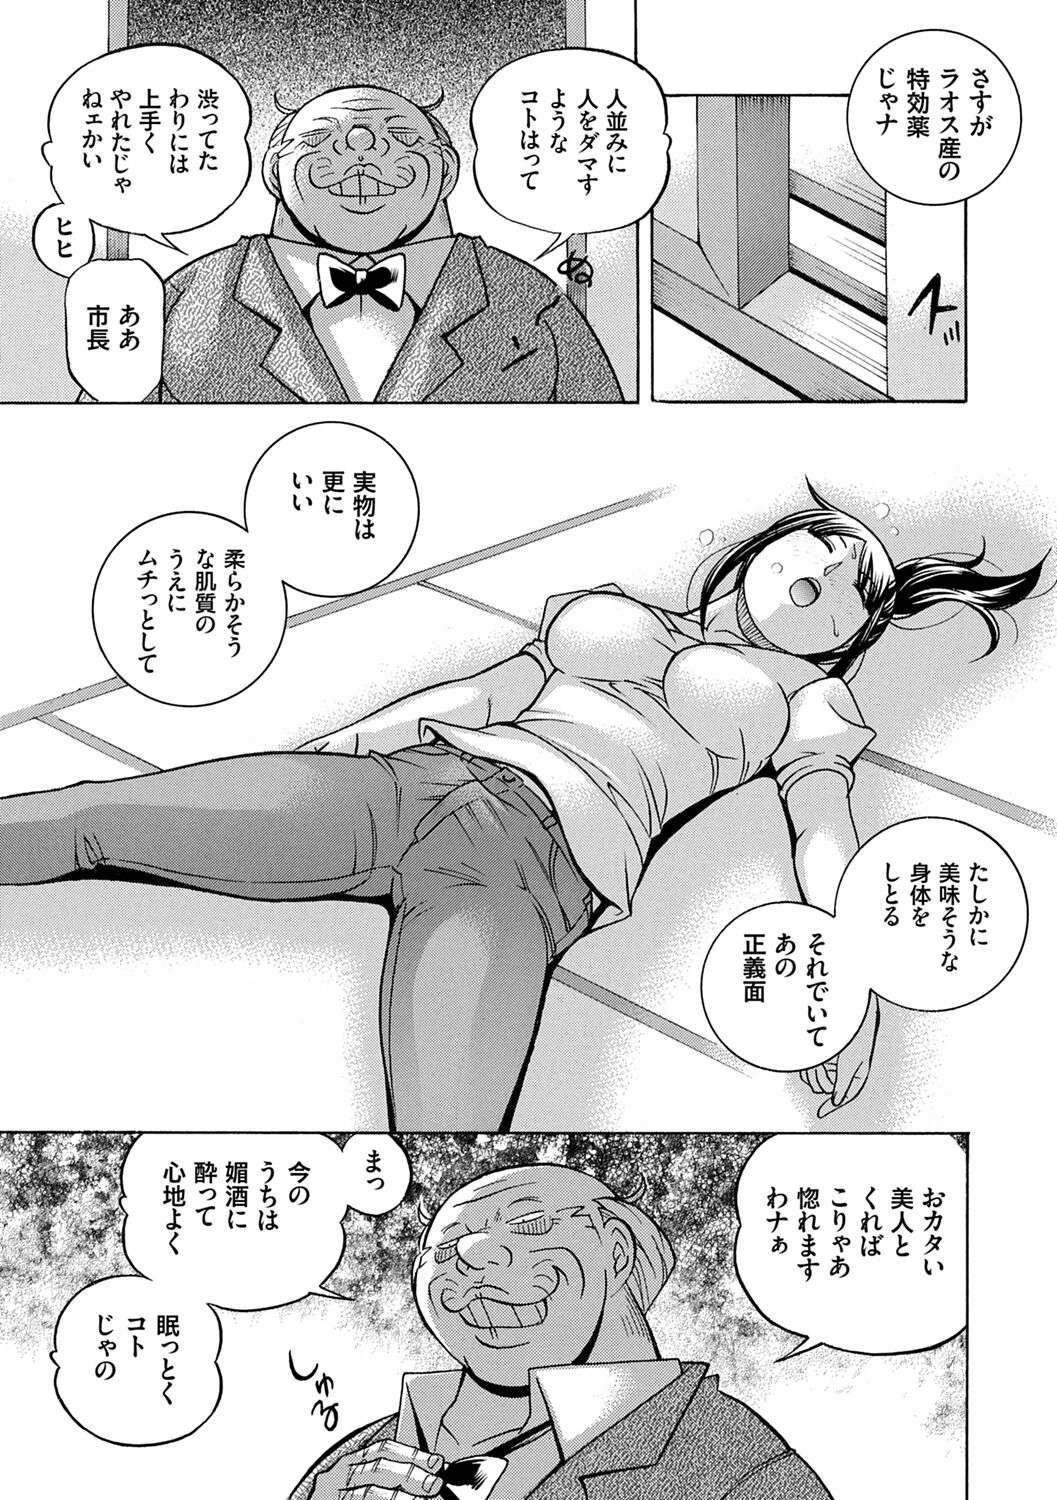 さすが
ラオス産の
特効薬
じゃナ
人並みに
人をダマす
ような
コトはって
ぬっ
渋ってた
わりには
上手く
やれたじゃ
ねェかい
ヒヒ
ああ
市長
実物は
更に
いい
柔らかそう
な肌質の
うえに
ムチっとして
たしかに
美味そうな
身体を
しとる
それでいて
あの
正義面
おカタい
美人と
くれば
こりゃあ
惚れます
わナぁ
まっ
今の
うちは
媚酒に
酔って
心地よく
眠っとく
コト
じゃの
しゅる